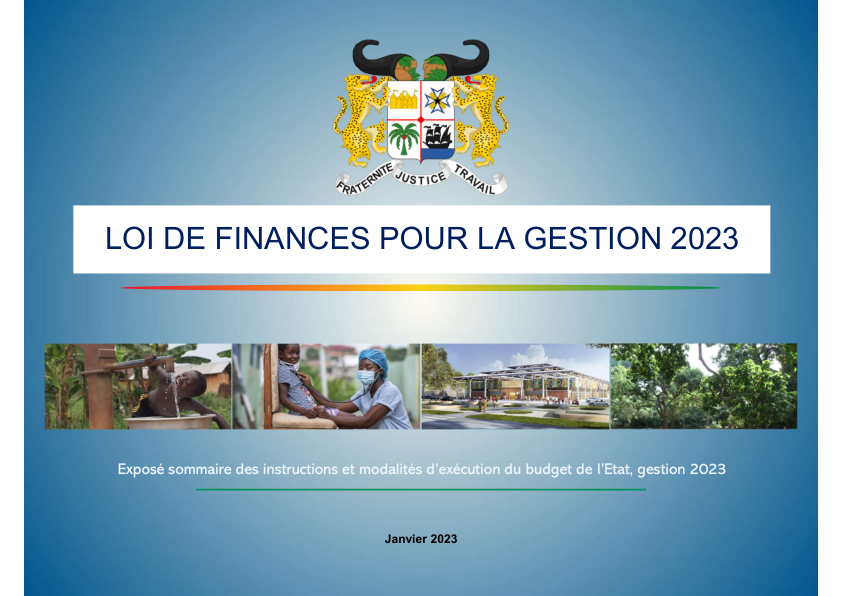 FRATERNITE JUSTICE TRAVAIL
LOI DE FINANCES POUR LA GESTION 2023
Exposé sommaire des instructions et modalités d'exécution du budget de l'Etat, gestion 2023
Janvier 2023